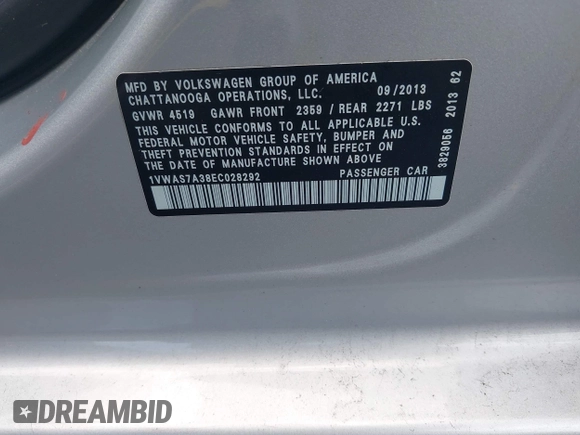 MFD BY VOLKSWAGEN GROUP OF AMERICA
CHATTANOOGA OPERATIONS, LLC. 09/2013
GVWR 4519 GAWR FRONT 2359 / REAR 2271 LBS
THIS VEHICLE CONFORMS TO ALL APPLICABLE U.S.
FEDERAL MOTOR VEHICLE SAFETY, BUMPER AND
THEFT PREVENTION STANDARDS IN EFFECT ON
THE DATE OF MANUFACTURE SHOWN ABOVE
1VWAS7A38EC028292 PASSENGER CAR
3829056 2013 62
DREAMBID